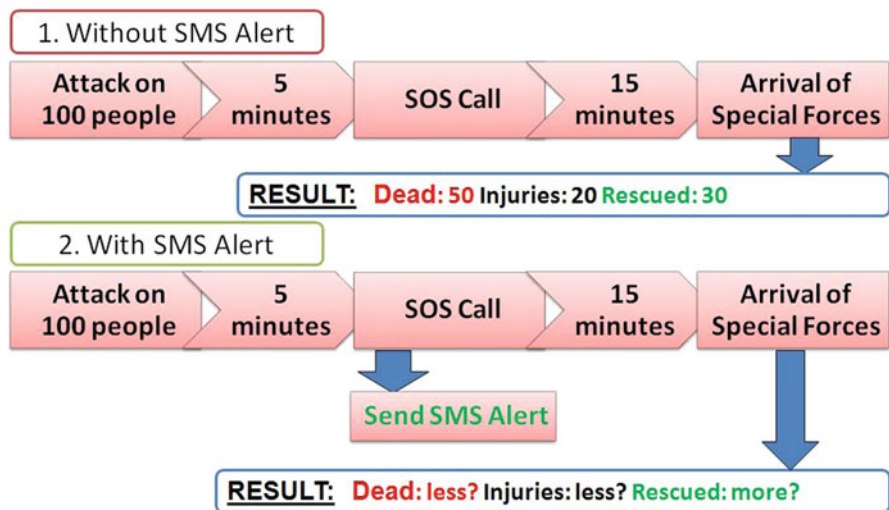 1. Without SMS Alert
Attack on
100 people
5
minutes
SOS Call
15
minutes
Arrival of
Special Forces
RESULT: Dead: 50 Injuries: 20 Rescued: 30
2. With SMS Alert
Attack on
100 people
5
minutes
SOS Call
15
minutes
Arrival of
Special Forces
Send SMS Alert
RESULT: Dead: less? Injuries: less? Rescued: more?